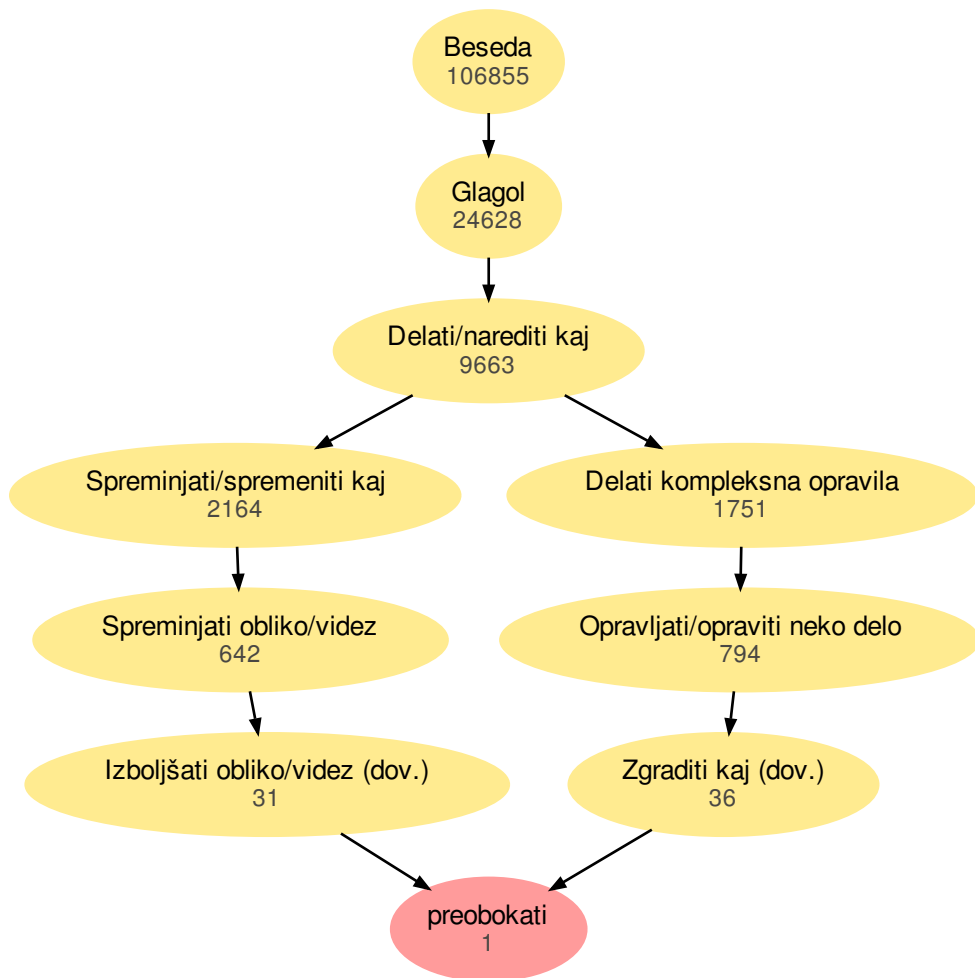 Beseda
106855
Glagol
24628
Delati/narediti kaj
9663
Spreminjati/spremeniti kaj
2164
Delati kompleksna opravila
1751
Spreminjati obliko/videz
642
Opravljati/opraviti neko delo
794
Izboljšati obliko/videz (dov.)
31
Zgraditi kaj (dov.)
36
preobokati
1